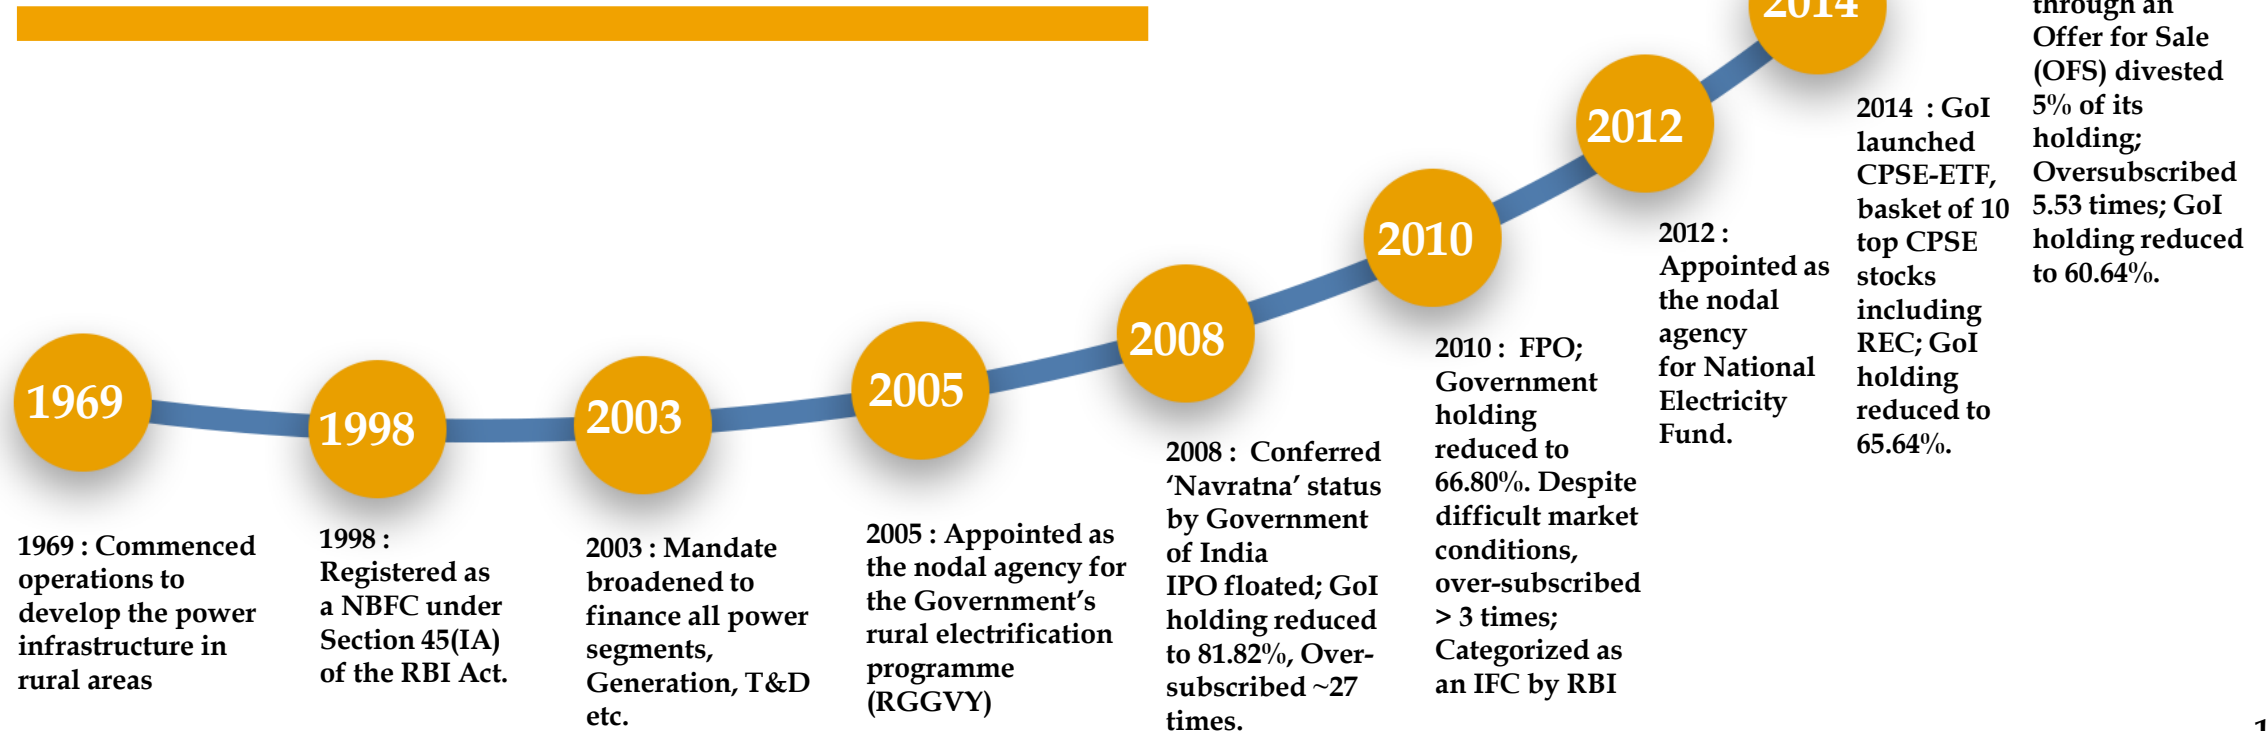 1969
1998
2003
2005
2008
2010
2012
2014
1969 : Commenced
operations to
develop the power
infrastructure in
rural areas
1998 :
Registered as
a NBFC under
Section 45(IA)
of the RBI Act.
2003 : Mandate
broadened to
finance all power
segments,
Generation, T&D
etc.
2005 : Appointed as
the nodal agency for
the Government’s
rural electrification
programme
(RGGVY)
2008 : Conferred
‘Navratna’ status
by Government
of India
IPO floated; GoI
holding reduced
to 81.82%, Over-
subscribed ~27
times.
2010 : FPO;
Government
holding
reduced to
66.80%. Despite
difficult market
conditions,
over-subscribed
> 3 times;
Categorized as
an IFC by RBI
2012 :
Appointed as
the nodal
agency
for National
Electricity
Fund.
2014 : GoI
launched
CPSE-ETF,
basket of 10
top CPSE
stocks
including
REC; GoI
holding
reduced to
65.64%.
through an
Offer for Sale
(OFS) divested
5% of its
holding;
Oversubscribed
5.53 times; GoI
holding reduced
to 60.64%.